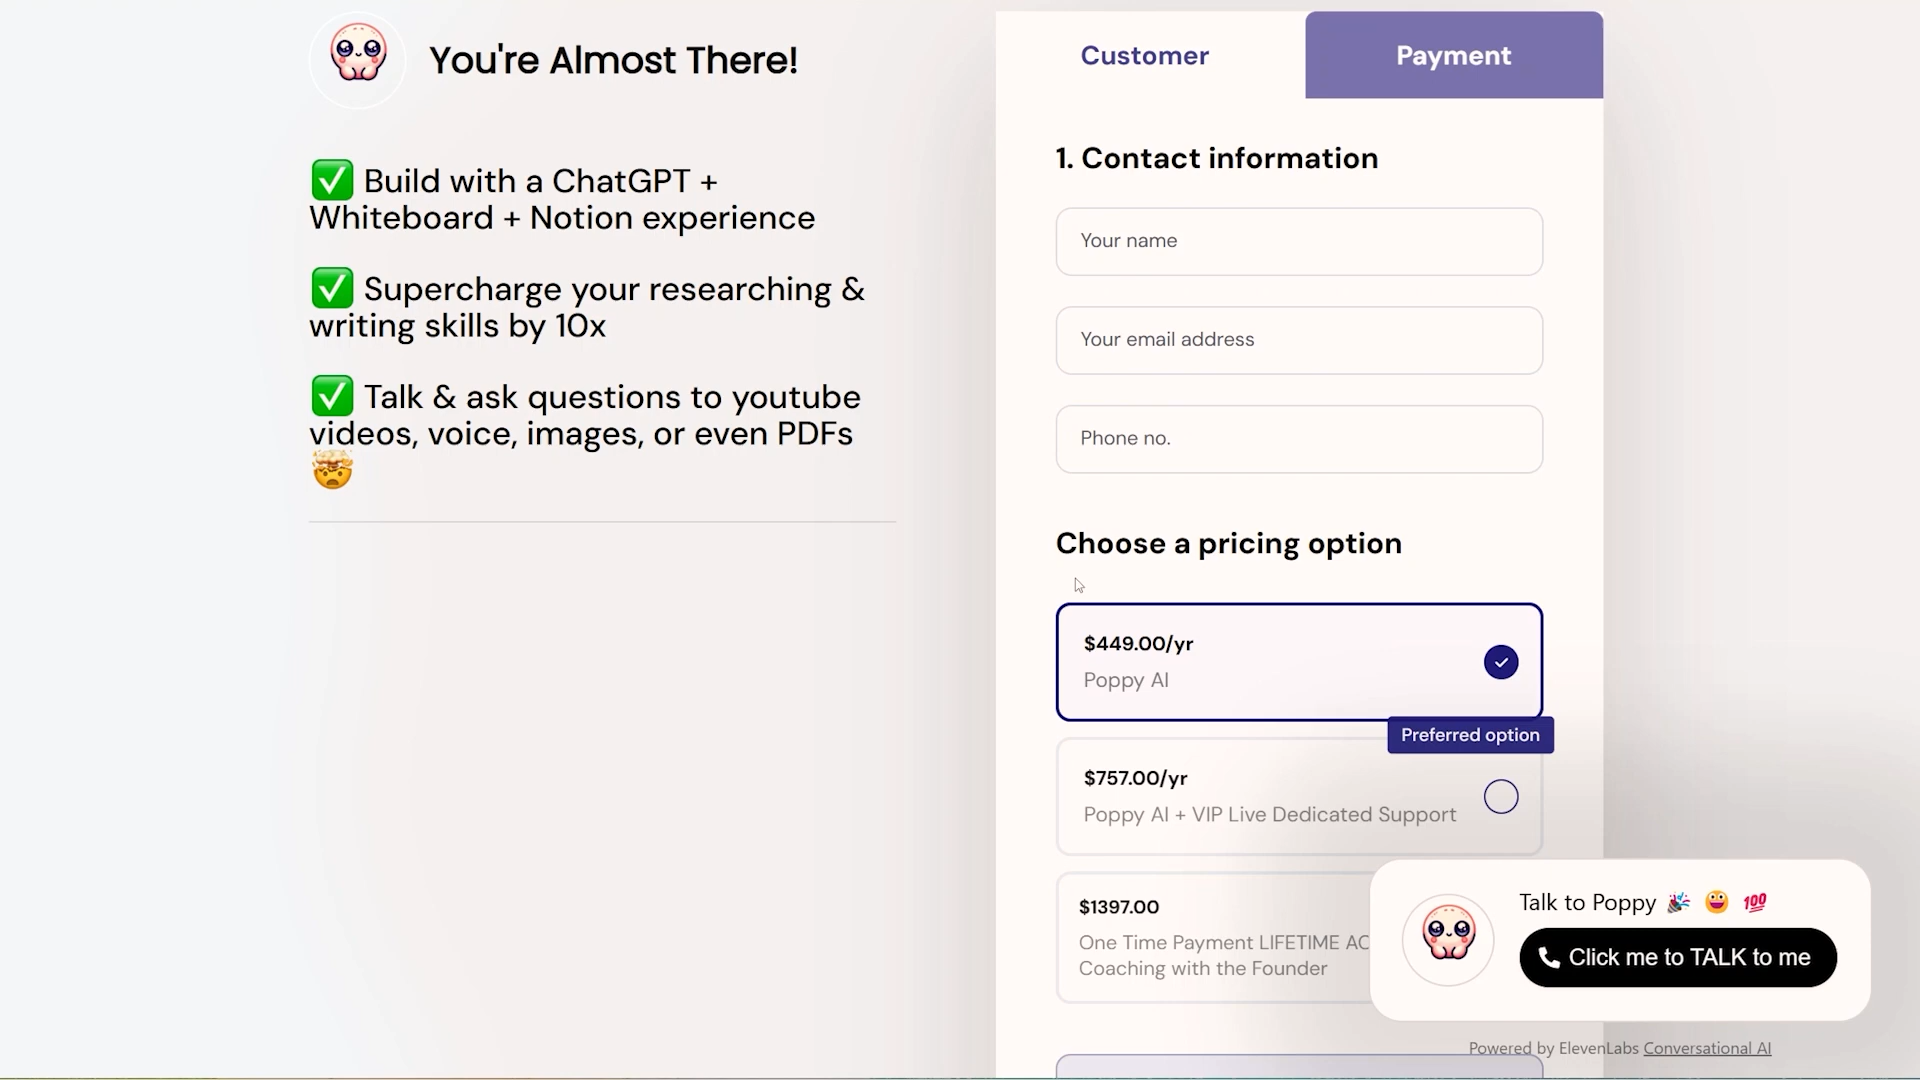 You're Almost There!
✅ Build with a ChatGPT +
Whiteboard + Notion experience
✅ Supercharge your researching &
writing skills by 10x
✅ Talk & ask questions to youtube
videos, voice, images, or even PDFs
🤯
Customer
Payment
1. Contact information
Your name
Your email address
Phone no.
Choose a pricing option
$449.00/yr
Poppy AI
Preferred option
$757.00/yr
Poppy AI + VIP Live Dedicated Support
$1397.00
One Time Payment LIFETIME
Coaching with the Founder
Talk to Poppy 🎉 😀 💯
Click me to TALK to me
Powered by ElevenLabs Conversational AI